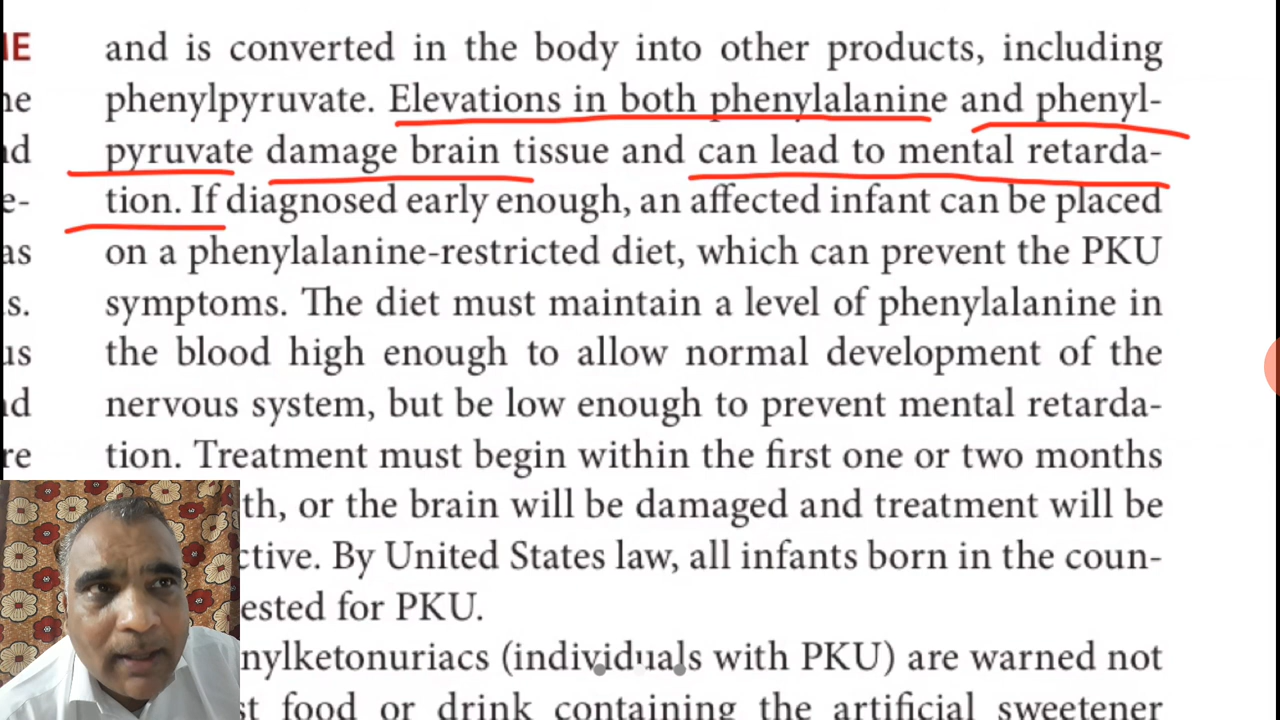 and is converted in the body into other products, including
phenylpyruvate. Elevations in both phenylalanine and phenyl-
pyruvate damage brain tissue and can lead to mental retarda-
tion. If diagnosed early enough, an affected infant can be placed
on a phenylalanine-restricted diet, which can prevent the PKU
symptoms. The diet must maintain a level of phenylalanine in
the blood high enough to allow normal development of the
nervous system, but be low enough to prevent mental retarda-
tion. Treatment must begin within the first one or two months
th, or the brain will be damaged and treatment will be
ctive. By United States law, all infants born in the coun-
ested for PKU.
nylketonuriacs (individuals with PKU) are warned not
st food or drink containing the artificial sweetener